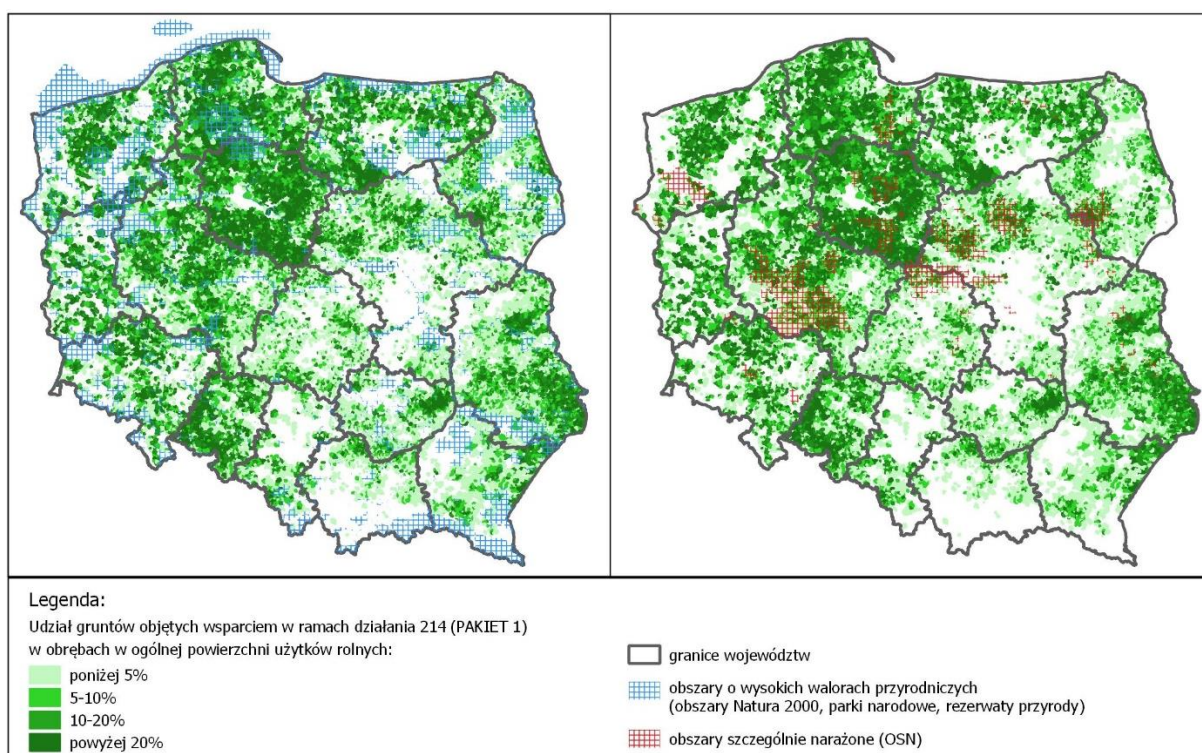 Legenda:
Udział gruntów objętych wsparciem w ramach działania 214 (PAKIET 1)
w obrębach w ogólnej powierzchni użytków rolnych:
poniżej 5%
5-10%
10-20%
powyżej 20%
granice województw
obszary o wysokich walorach przyrodniczych
(obszary Natura 2000, parki narodowe, rezerwaty przyrody)
obszary szczególnie narażone (OSN)